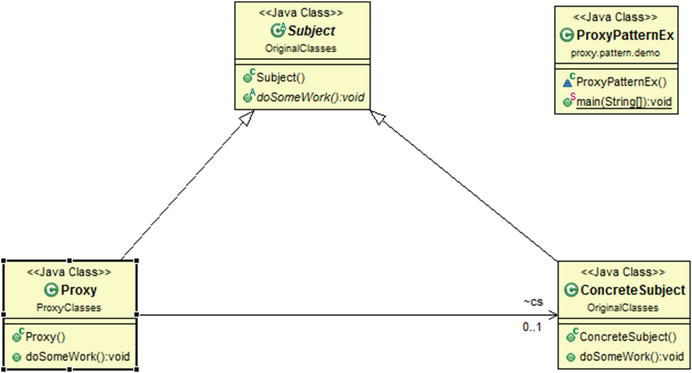 <<Java Class>>
Subject
OriginalClasses
Subject()
doSomeWork():void
<<Java Class>>
ProxyPatternEx
proxy.pattern.demo
ProxyPatternEx()
main(String[]):void
<<Java Class>>
Proxy
ProxyClasses
Proxy()
doSomeWork():void
~cs
0..1
<<Java Class>>
ConcreteSubject
OriginalClasses
ConcreteSubject()
doSomeWork():void